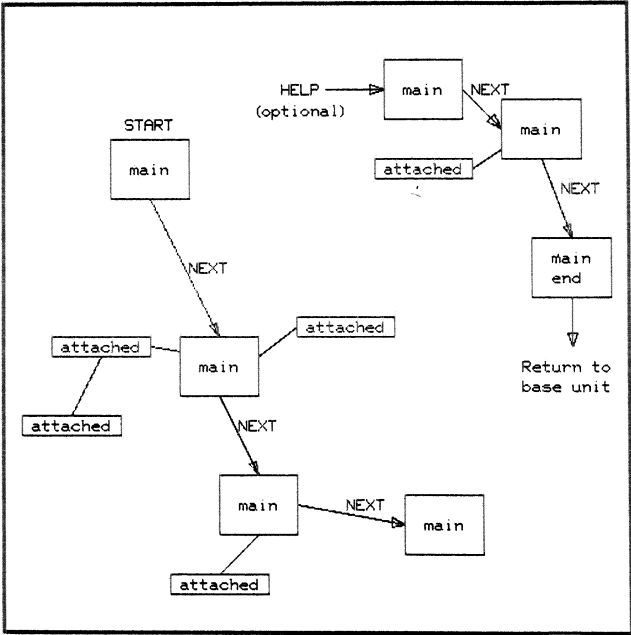 HELP
(optional)
main
NEXT
main
attached
NEXT
main
end
Return to
base unit
START
main
NEXT
attached
main
attached
attached
NEXT
main
NEXT
main
attached